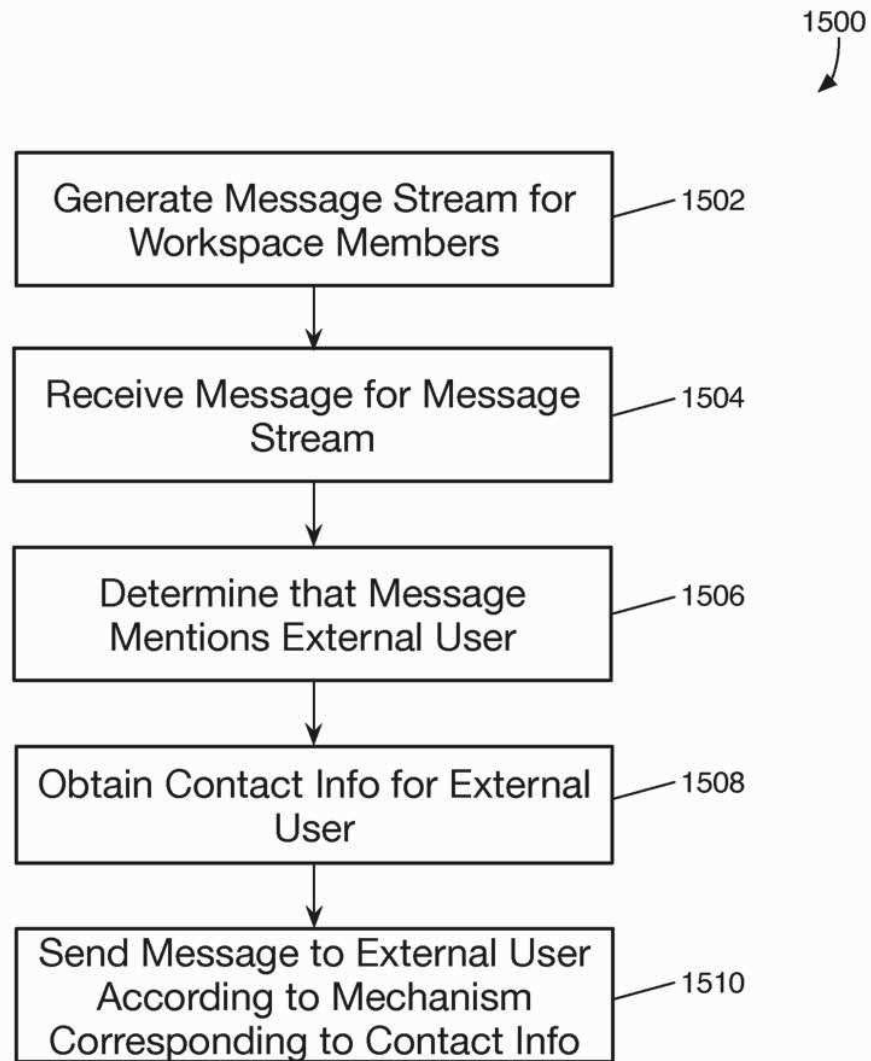 1500
Generate Message Stream for
Workspace Members
1502
Receive Message for Message
Stream
1504
Determine that Message
Mentions External User
1506
Obtain Contact Info for External
User
1508
Send Message to External User
According to Mechanism
Corresponding to Contact Info
1510